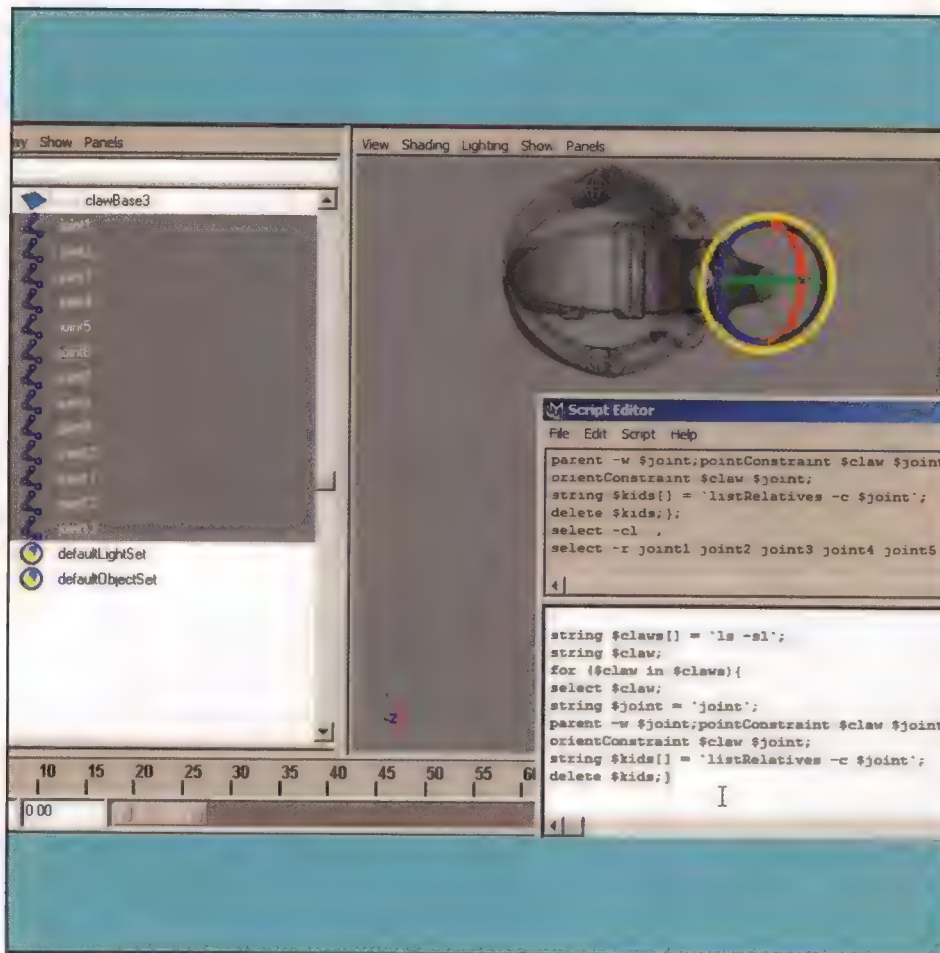 ay Show Panels
clawBase3
joint1
joint5
joint6
defaultLightSet
defaultObjectSet
10 15 20 25 30 35 40 45 50 55 60
0 00
View Shading Lighting Show Panels
-z
Script Editor
File Edit Script Help
parent -w $joint;pointConstraint $claw $joint
orientConstraint $claw $joint;
string $kids[] = `listRelatives -c $joint`;
delete $kids;};
select -cl ,
select -r joint1 joint2 joint3 joint4 joint5
string $claws[] = `ls -sl`;
string $claw;
for ($claw in $claws){
select $claw;
string $joint = `joint`;
parent -w $joint;pointConstraint $claw $joint
orientConstraint $claw $joint;
string $kids[] = `listRelatives -c $joint`;
delete $kids;}